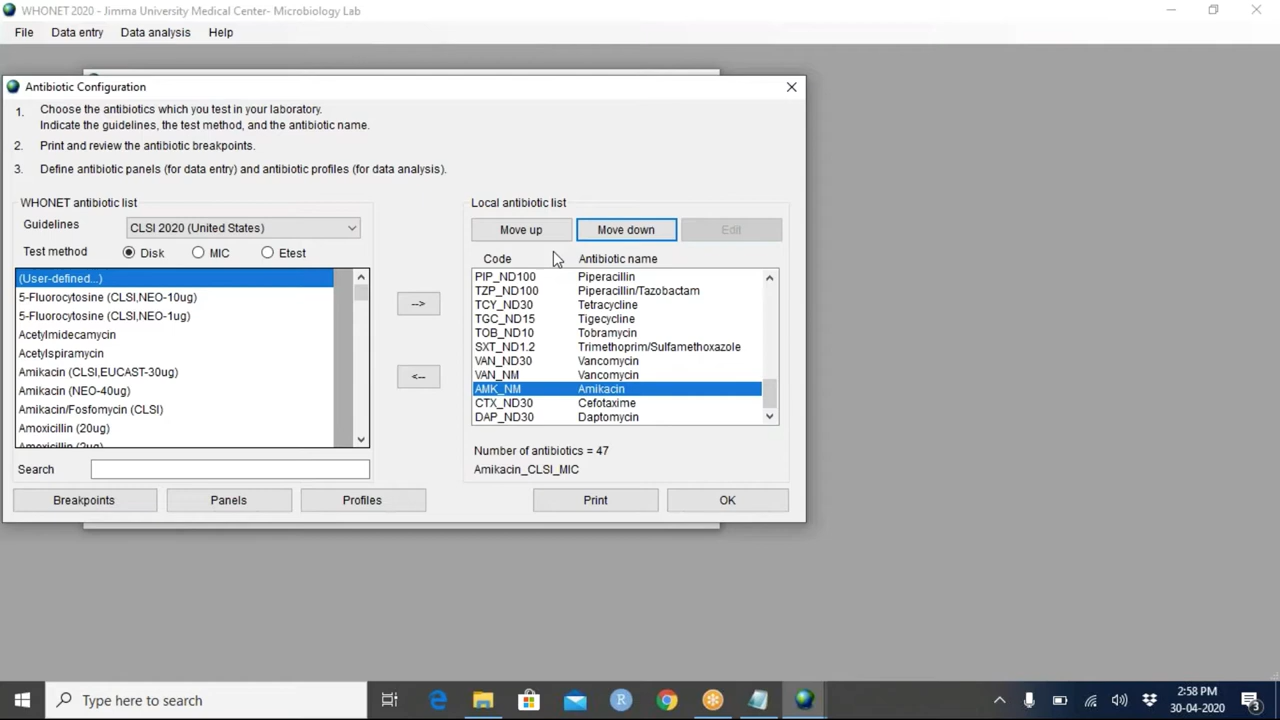 WHONET 2020 - Jimma University Medical Center- Microbiology Lab
File Data entry Data analysis Help
Antibiotic Configuration
1. Choose the antibiotics which you test in your laboratory.
Indicate the guidelines, the test method, and the antibiotic name.
2. Print and review the antibiotic breakpoints.
3. Define antibiotic panels (for data entry) and antibiotic profiles (for data analysis).
WHONET antibiotic list
Guidelines CLSI 2020 (United States)
Test method Disk MIC Etest
(User-defined...)
5-Fluorocytosine (CLSI,NEO-10ug)
5-Fluorocytosine (CLSI,NEO-1ug)
Acetylmidecamycin
Acetylspiramycin
Amikacin (CLSI,EUCAST-30ug)
Amikacin (NEO-40ug)
Amikacin/Fosfomycin (CLSI)
Amoxicillin (20ug)
Amoxicillin (2ug)
Search
Breakpoints Panels Profiles
-->
<--
Local antibiotic list
Move up Move down Edit
Code Antibiotic name
PIP_ND100 Piperacillin
TZP_ND100 Piperacillin/Tazobactam
TCY_ND30 Tetracycline
TGC_ND15 Tigecycline
TOB_ND10 Tobramycin
SXT_ND1.2 Trimethoprim/Sulfamethoxazole
VAN_ND30 Vancomycin
VAN_NM Vancomycin
AMK_NM Amikacin
CTX_ND30 Cefotaxime
DAP_ND30 Daptomycin
Number of antibiotics = 47
Amikacin_CLSI_MIC
Print OK
Type here to search
R
2:58 PM
30-04-2020
3